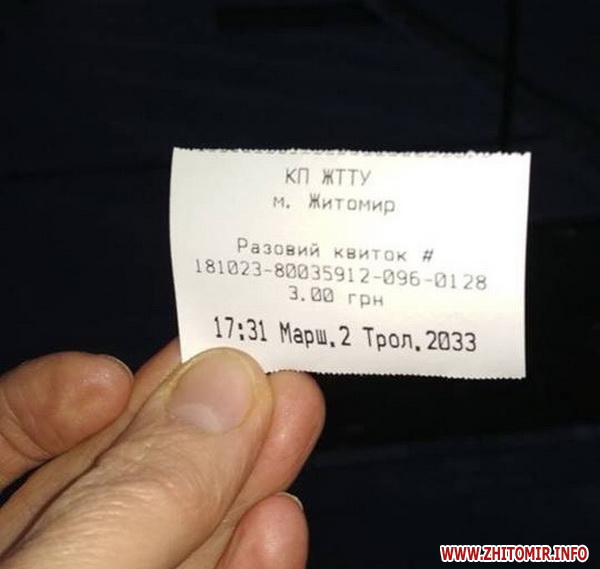 КП ЖТТУ
м. Житомир
Разовий квиток #
181023-80035912-096-0128
3.00 грн
17:31 Марш.2 Трол.2033
WWW.ZHITOMIR.INFO